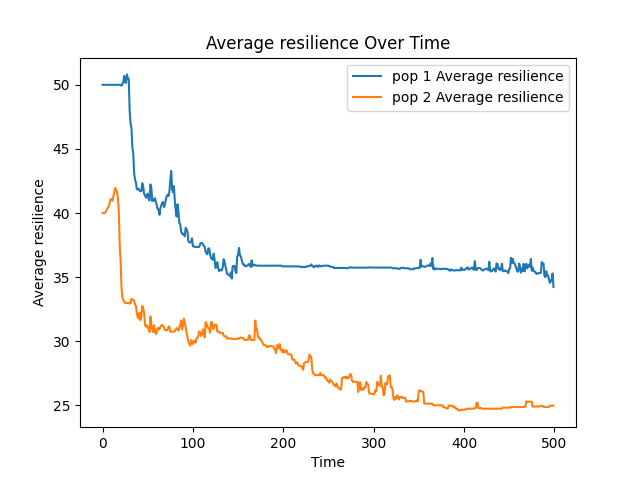 Average resilience Over Time
pop 1 Average resilience
pop 2 Average resilience
Average resilience
50
45
40
35
30
25
0 100 200 300 400 500
Time